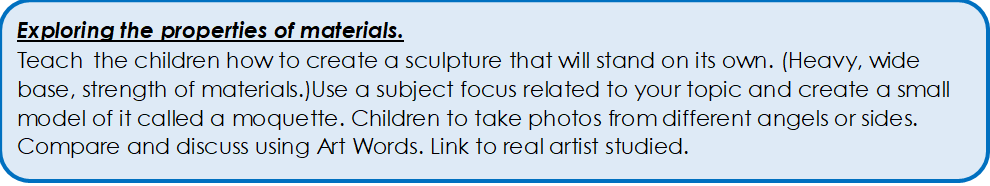 Exploring the properties of materials.
Teach  the children how to create a sculpture that will stand on its own. (Heavy, wide
base, strength of materials.)Use a subject focus related to your topic and create a small
model of it called a moquette. Children to take photos from different angels or sides.
Compare and discuss using Art Words. Link to real artist studied.